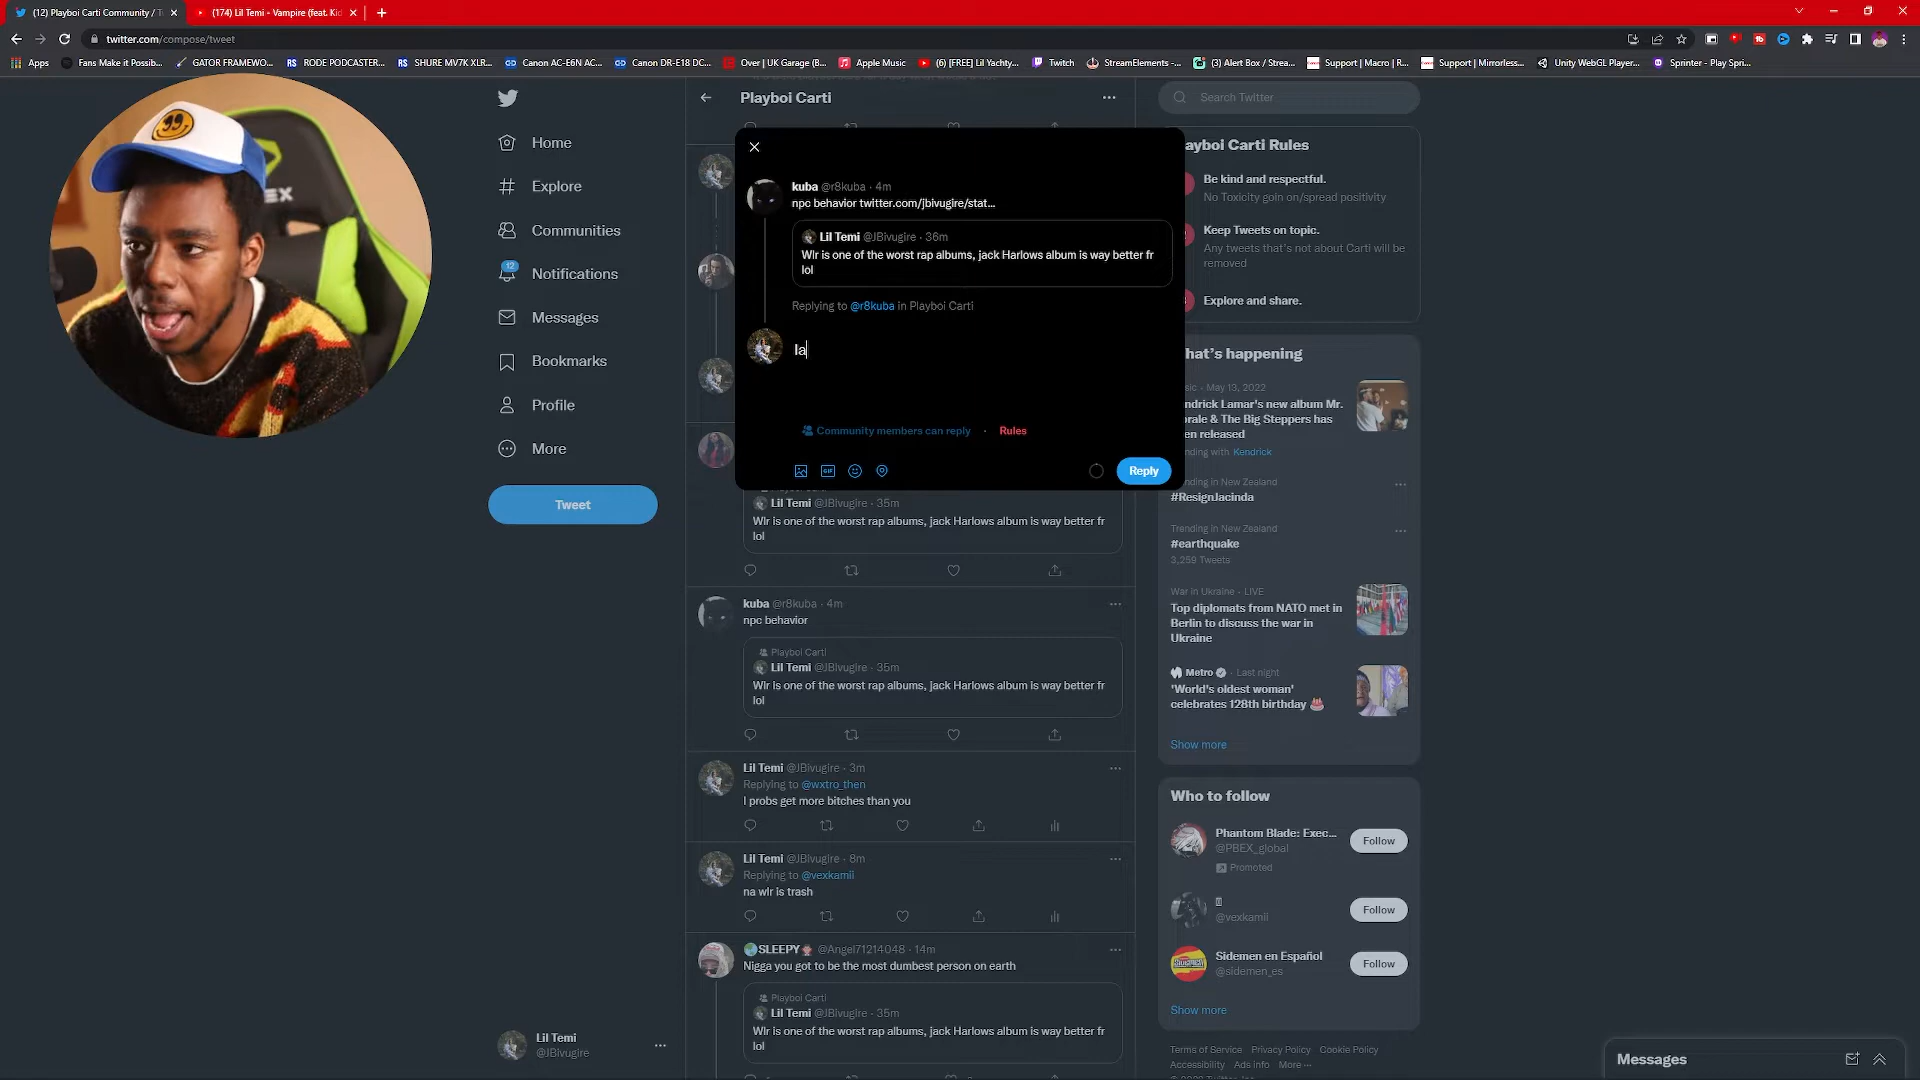 (12) Playboi Carti Community / T
(174) Lil Temi - Vampire (feat. Kid
twitter.com/compose/tweet
Apps
Fans Make it Possib...
GATOR FRAMEWO...
RODE PODCASTER...
SHURE MV7K XLR...
Canon AC-E6N AC...
Canon DR-E18 DC...
Over | UK Garage (B...
Apple Music
(6) [FREE] Lil Yachty...
Twitch
StreamElements -...
(3) Alert Box / Strea...
Support | Macro | R...
Support | Mirrorless...
Unity WebGL Player...
Sprinter - Play Spri...
Home
Explore
Communities
12
Notifications
Messages
Bookmarks
Profile
More
Tweet
Lil Temi
@JBivugire
Playboi Carti
kuba @r8kuba · 4m
npc behavior twitter.com/jbivugire/stat...
Lil Temi @JBivugire · 36m
Wlr is one of the worst rap albums, jack Harlows album is way better fr
lol
Replying to @r8kuba in Playboi Carti
la
Community members can reply · Rules
GIF
Reply
Lil Temi @JBivugire · 35m
Wlr is one of the worst rap albums, jack Harlows album is way better fr
lol
kuba @r8kuba · 4m
npc behavior
Playboi Carti
Lil Temi @JBivugire · 35m
Wlr is one of the worst rap albums, jack Harlows album is way better fr
lol
Lil Temi @JBivugire · 3m
Replying to @wxtro_then
I probs get more bitches than you
Lil Temi @JBivugire · 8m
Replying to @vexkamii
na wlr is trash
SLEEPY @Angel71214048 · 14m
Nigga you got to be the most dumbest person on earth
Playboi Carti
Lil Temi @JBivugire · 35m
Wlr is one of the worst rap albums, jack Harlows album is way better fr
lol
Search Twitter
ayboi Carti Rules
Be kind and respectful.
No Toxicity goin on/spread positivity
Keep Tweets on topic.
Any tweets that's not about Carti will be
removed
Explore and share.
hat's happening
sic · May 13, 2022
ndrick Lamar's new album Mr.
orale & The Big Steppers has
en released
nding with Kendrick
nding in New Zealand
#ResignJacinda
Trending in New Zealand
#earthquake
3,259 Tweets
War in Ukraine · LIVE
Top diplomats from NATO met in
Berlin to discuss the war in
Ukraine
Metro · Last night
'World's oldest woman'
celebrates 128th birthday
Show more
Who to follow
Phantom Blade: Exec...
@PBEX_global
Promoted
Follow
@vexkamii
Follow
Sidemen en Español
@sidemen_es
Follow
Show more
Terms of Service Privacy Policy Cookie Policy
Accessibility Ads info More ···
Messages